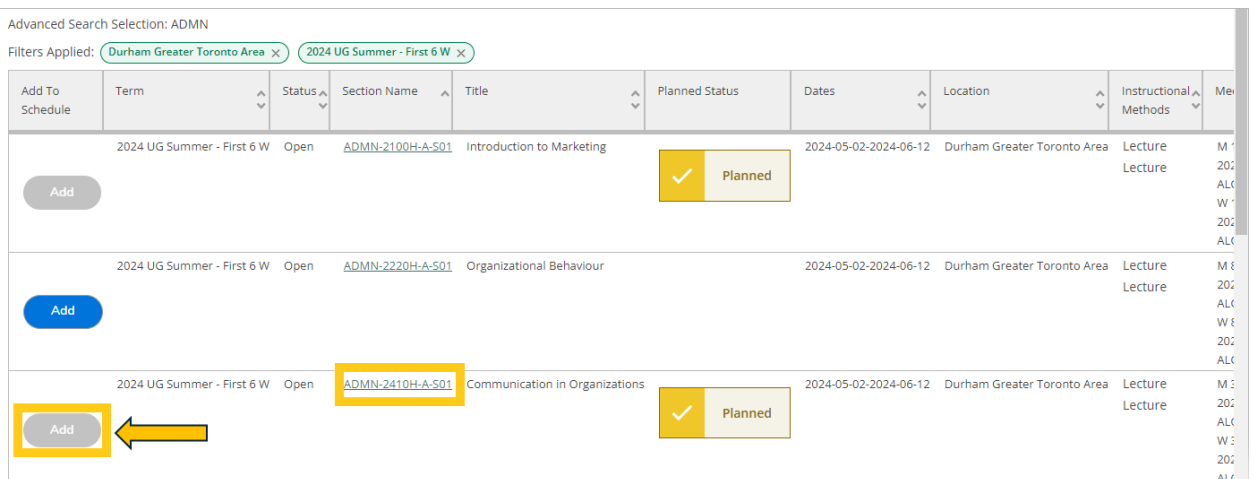 Advanced Search Selection: ADMN
Filters Applied: Durham Greater Toronto Area × 2024 UG Summer - First 6 W ×
Add To Schedule Term Status Section Name Title Planned Status Dates Location Instructional Methods
2024 UG Summer - First 6 W Open ADMN-2100H-A-S01 Introduction to Marketing 2024-05-02-2024-06-12 Durham Greater Toronto Area Lecture
Lecture
Add Planned
W
2024 UG Summer - First 6 W Open ADMN-2220H-A-S01 Organizational Behaviour 2024-05-02-2024-06-12 Durham Greater Toronto Area Lecture M 8
Lecture
Add
W 8
2024 UG Summer - First 6 W Open ADMN-2410H-A-S01 Communication in Organizations 2024-05-02-2024-06-12 Durham Greater Toronto Area Lecture M 3
Lecture
Add Planned
W 3